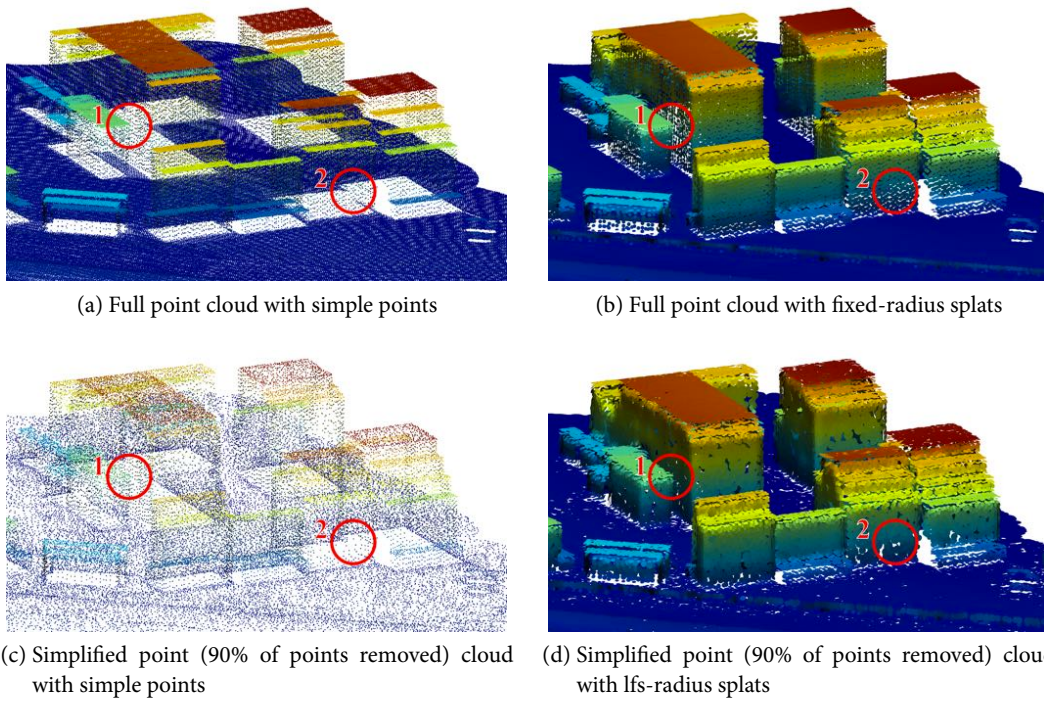 1
2
1
2
(a) Full point cloud with simple points
(b) Full point cloud with fixed-radius splats
1
2
1
2
(c) Simplified point (90% of points removed) cloud
with simple points
(d) Simplified point (90% of points removed) clou
with lfs-radius splats